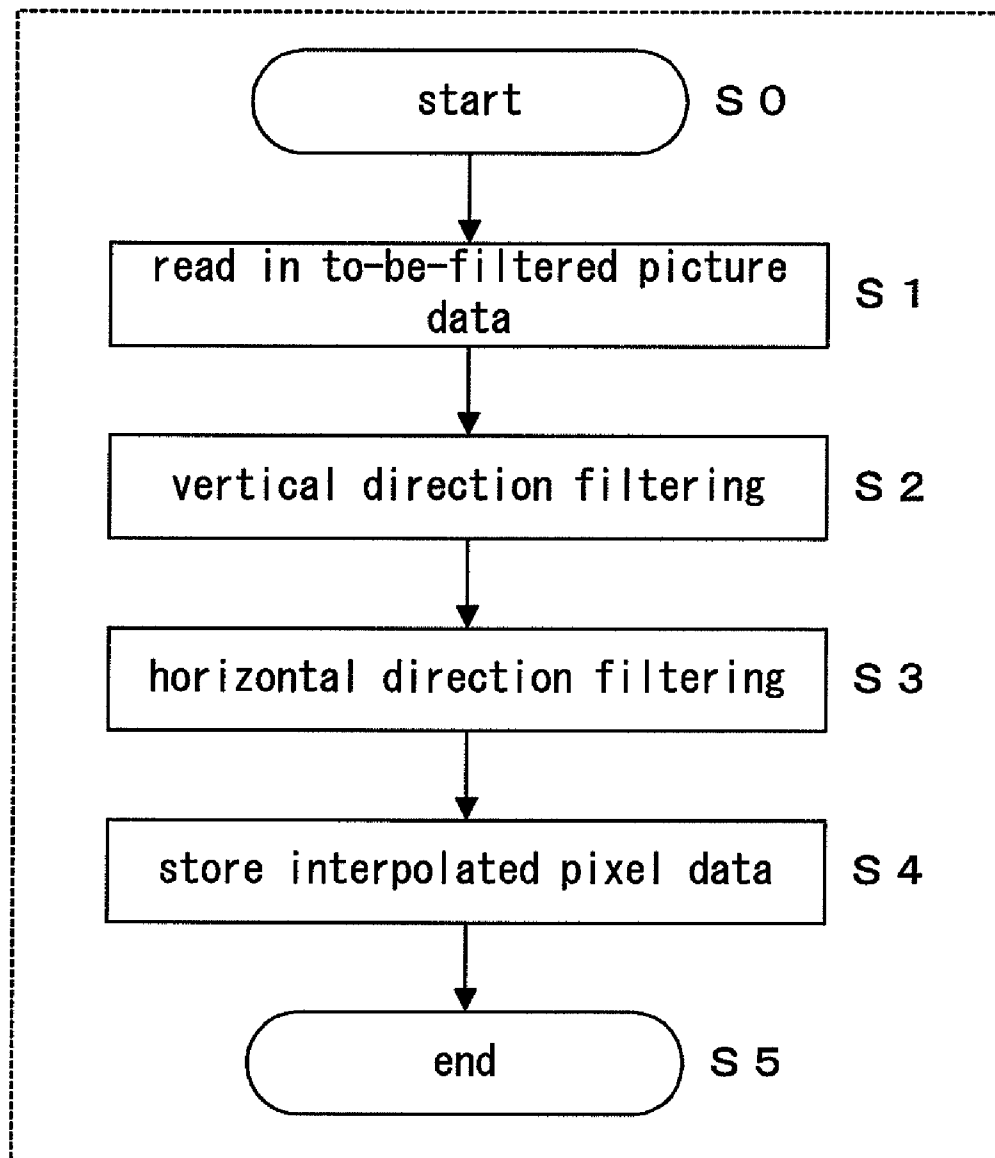 start S 0
read in to-be-filtered picture
data
S 1
vertical direction filtering S 2
horizontal direction filtering S 3
store interpolated pixel data S 4
end S 5